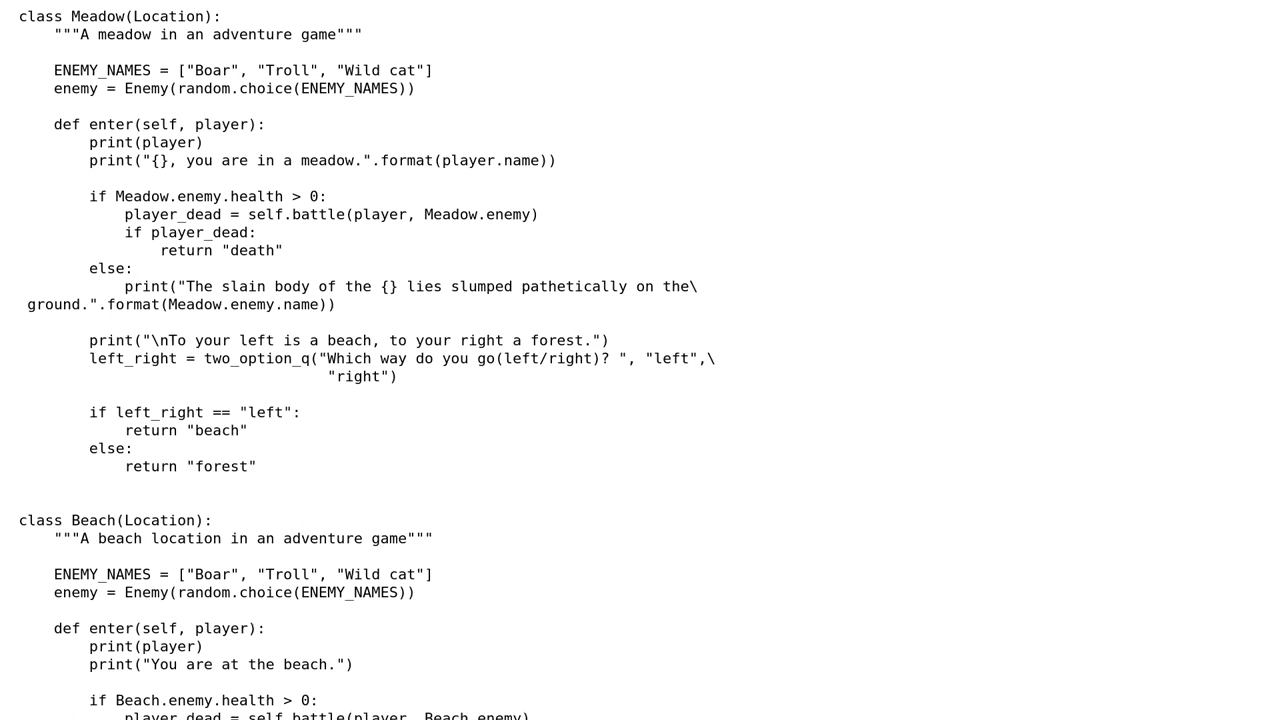 class Meadow(Location):
    """A meadow in an adventure game"""

    ENEMY_NAMES = ["Boar", "Troll", "Wild cat"]
    enemy = Enemy(random.choice(ENEMY_NAMES))

    def enter(self, player):
        print(player)
        print("{}, you are in a meadow.".format(player.name))

        if Meadow.enemy.health > 0:
            player_dead = self.battle(player, Meadow.enemy)
            if player_dead:
                return "death"
        else:
            print("The slain body of the {} lies slumped pathetically on the\
 ground.".format(Meadow.enemy.name))

        print("\nTo your left is a beach, to your right a forest.")
        left_right = two_option_q("Which way do you go(left/right)? ", "left",\
                                   "right")

        if left_right == "left":
            return "beach"
        else:
            return "forest"


class Beach(Location):
    """A beach location in an adventure game"""

    ENEMY_NAMES = ["Boar", "Troll", "Wild cat"]
    enemy = Enemy(random.choice(ENEMY_NAMES))

    def enter(self, player):
        print(player)
        print("You are at the beach.")

        if Beach.enemy.health > 0:
            player_dead = self.battle(player, Beach.enemy)